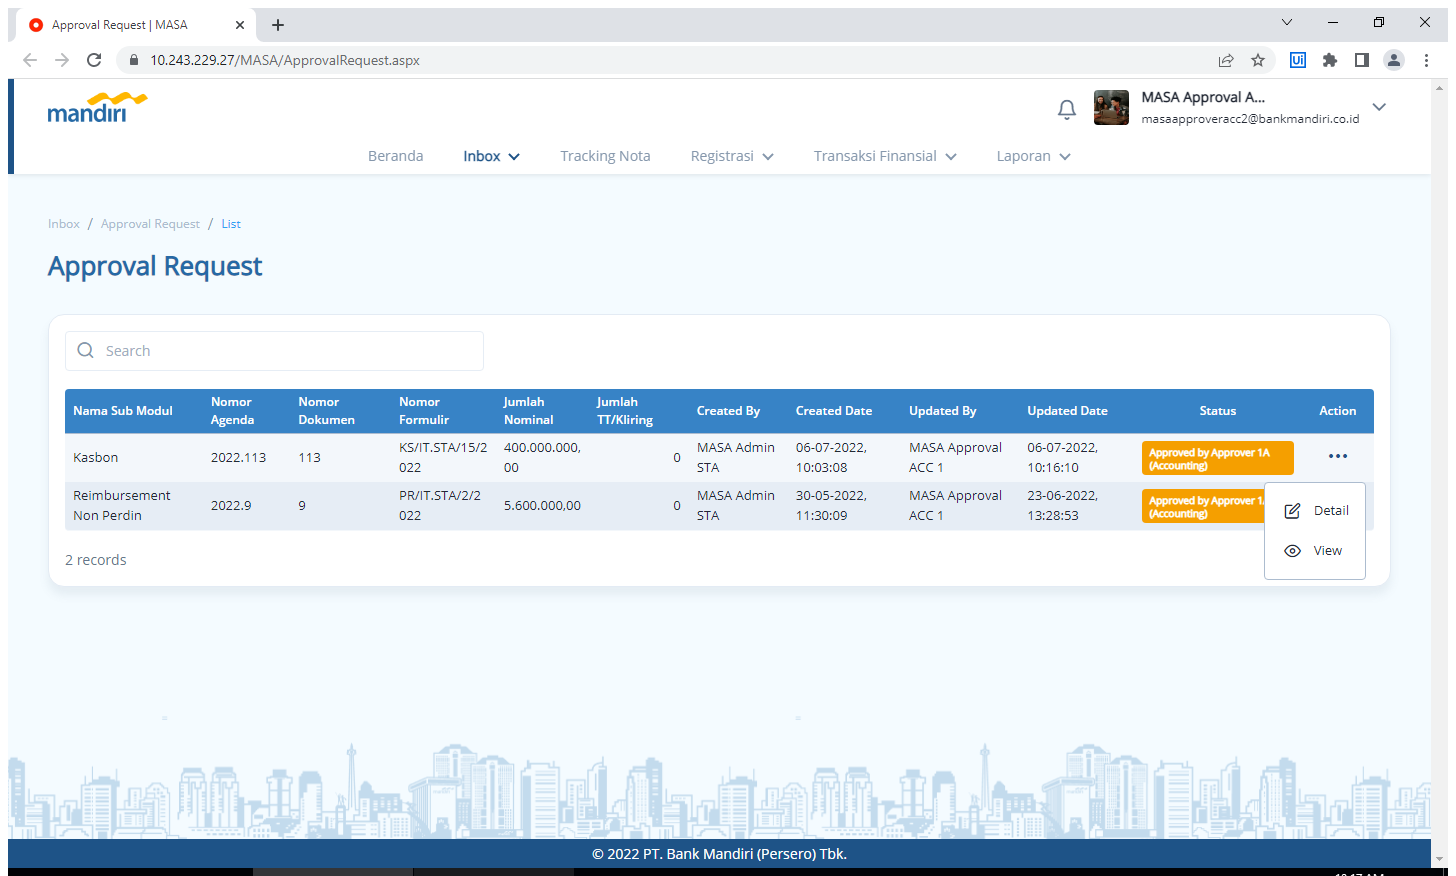 Approval Request | MASA
10.243.229.27/MASA/ApprovalRequest.aspx
Ui
mandiri
MASA Approval A...
masaapproveracc2@bankmandiri.co.id
Beranda Inbox Tracking Nota Registrasi Transaksi Finansial Laporan
Inbox / Approval Request / List
Approval Request
Search
Nama Sub Modul Nomor Agenda Nomor Dokumen Nomor Formulir Jumlah Nominal Jumlah TT/Kliring Created By Created Date Updated By Updated Date Status Action
Kasbon 2022.113 113 KS/IT.STA/15/2022 400.000.000,00 0 MASA Admin STA 06-07-2022, 10:03:08 MASA Approval ACC 1 06-07-2022, 10:16:10 Approved by Approver 1A (Accounting)
Reimbursement Non Perdin 2022.9 9 PR/IT.STA/2/2022 5.600.000,00 0 MASA Admin STA 30-05-2022, 11:30:09 MASA Approval ACC 1 23-06-2022, 13:28:53 Approved by Approver 1 (Accounting)
Detail
View
2 records
© 2022 PT. Bank Mandiri (Persero) Tbk.